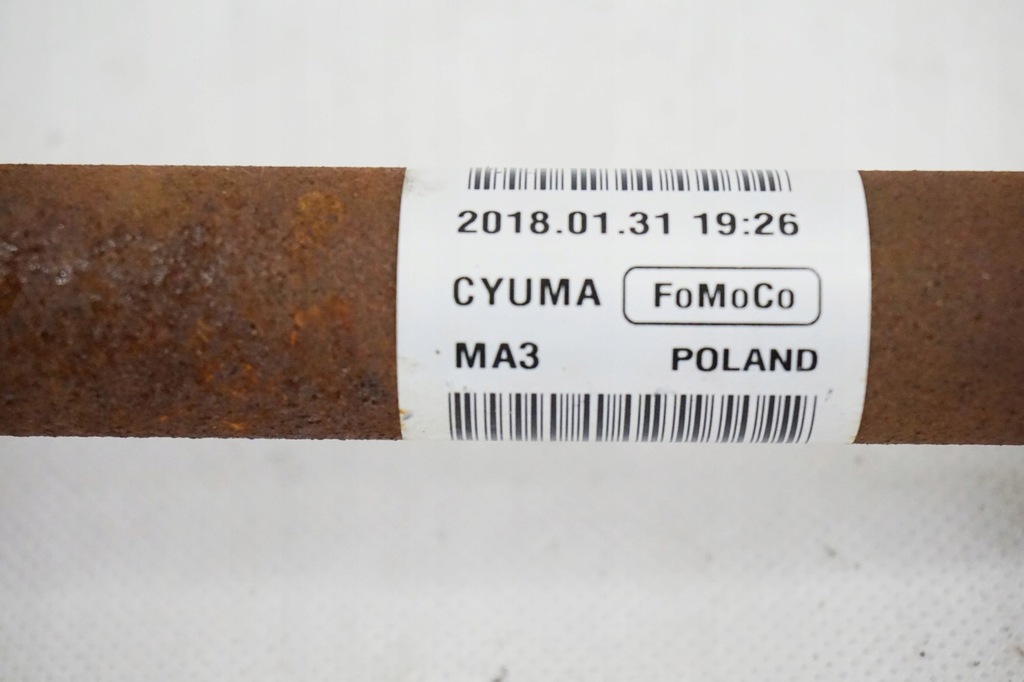 2018.01.31 19:26
CYUMA FoMoCo
MA3 POLAND